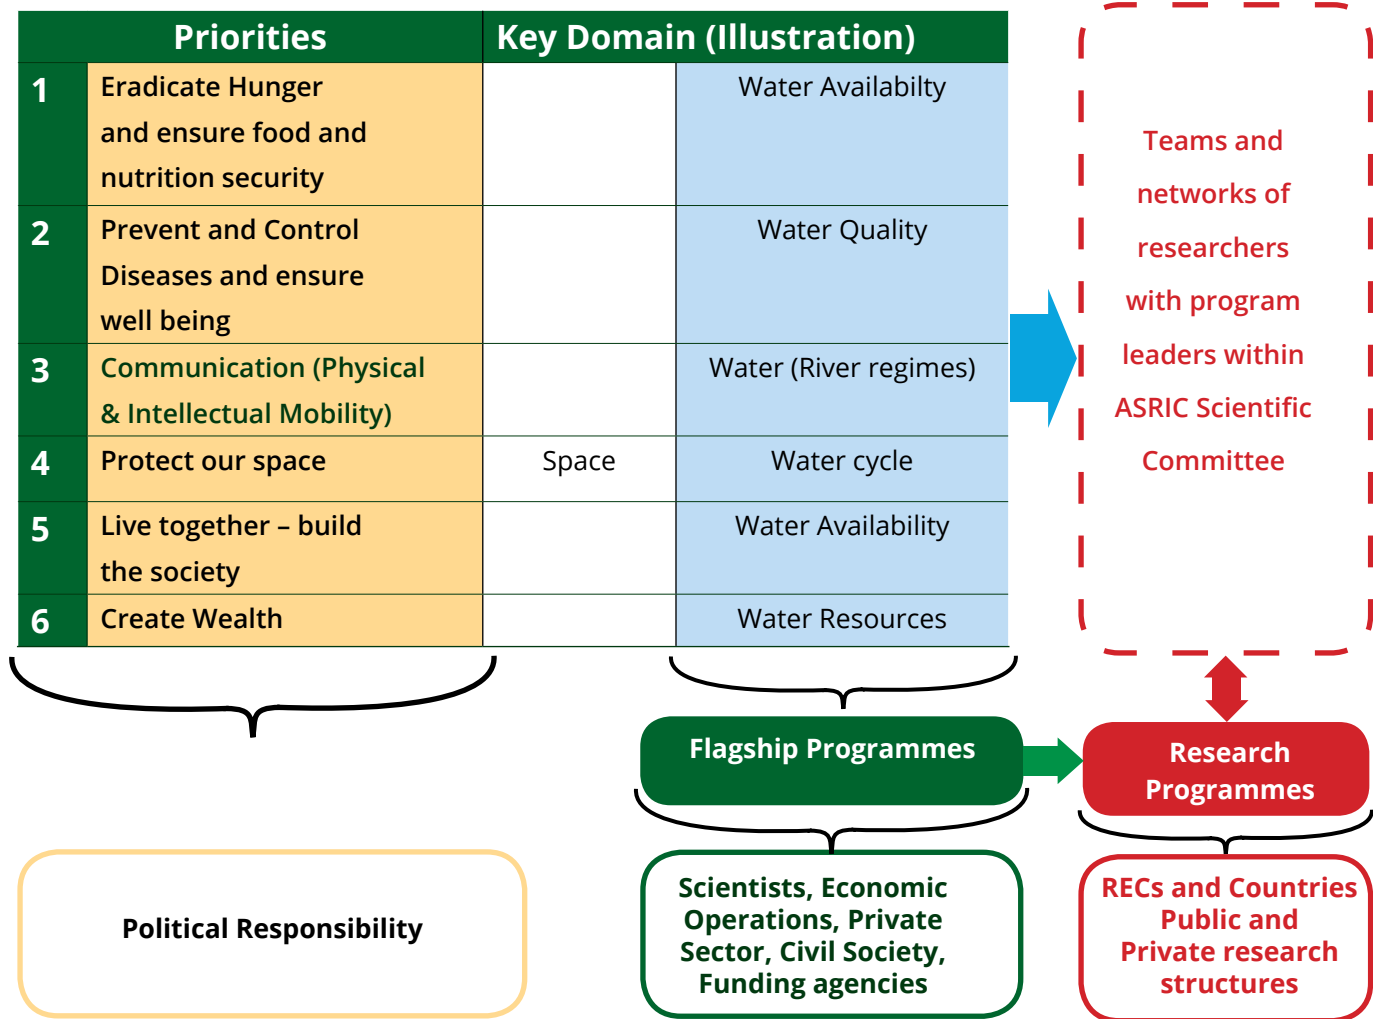 Priorities
Key Domain (Illustration)
1
Eradicate Hunger
and ensure food and
nutrition security
Water Availabilty
2
Prevent and Control
Diseases and ensure
well being
Water Quality
3
Communication (Physical
& Intellectual Mobility)
Water (River regimes)
4
Protect our space
Space
Water cycle
5
Live together – build
the society
Water Availability
6
Create Wealth
Water Resources
Teams and
networks of
researchers
with program
leaders within
ASRIC Scientific
Committee
Flagship Programmes
Research
Programmes
Political Responsibility
Scientists, Economic
Operations, Private
Sector, Civil Society,
Funding agencies
RECs and Countries
Public and
Private research
structures